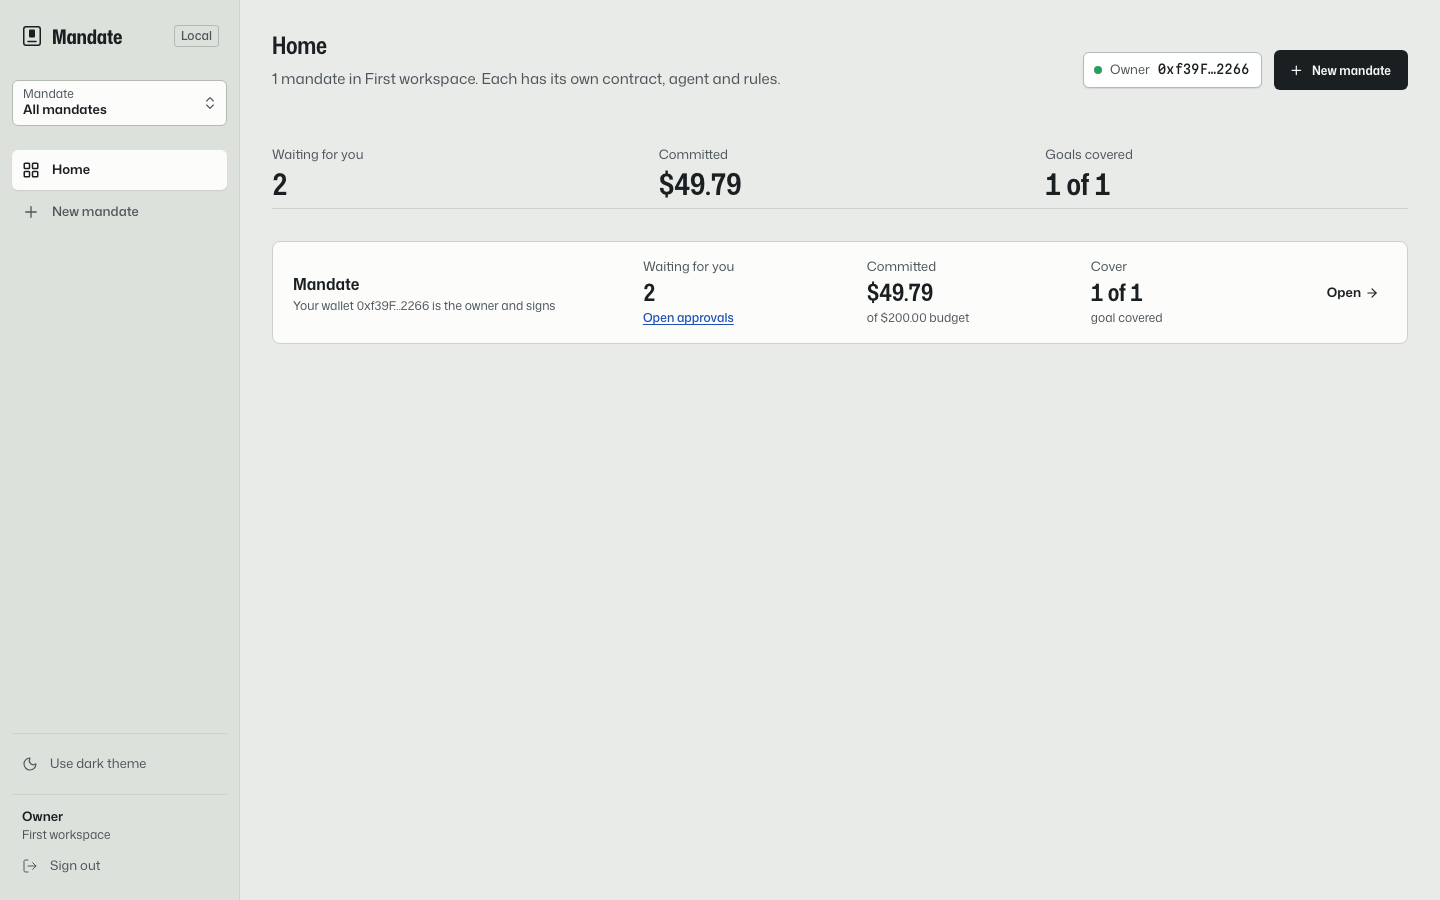 Mandate
Local
Mandate
All mandates
Home
New mandate
Use dark theme
Owner
First workspace
Sign out
Home
1 mandate in First workspace. Each has its own contract, agent and rules.
Owner 0xf39F…2266
New mandate
Waiting for you
2
Committed
$49.79
Goals covered
1 of 1
Mandate
Your wallet 0xf39F…2266 is the owner and signs
Waiting for you
2
Open approvals
Committed
$49.79
of $200.00 budget
Cover
1 of 1
goal covered
Open